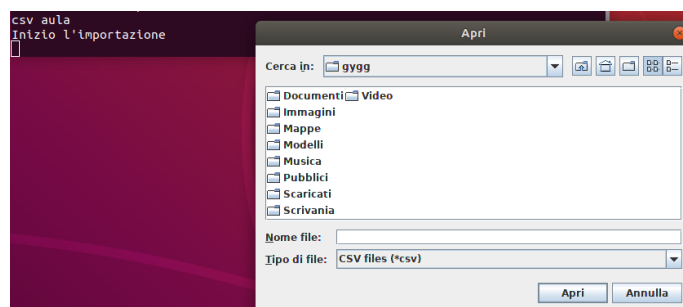 csv aula
Inizio l'importazione
Apri
Cerca in: gygg
Documenti Video
Immagini
Mappe
Modelli
Musica
Pubblici
Scaricati
Scrivania
Nome file:
Tipo di file: CSV files (*csv)
Apri Annulla